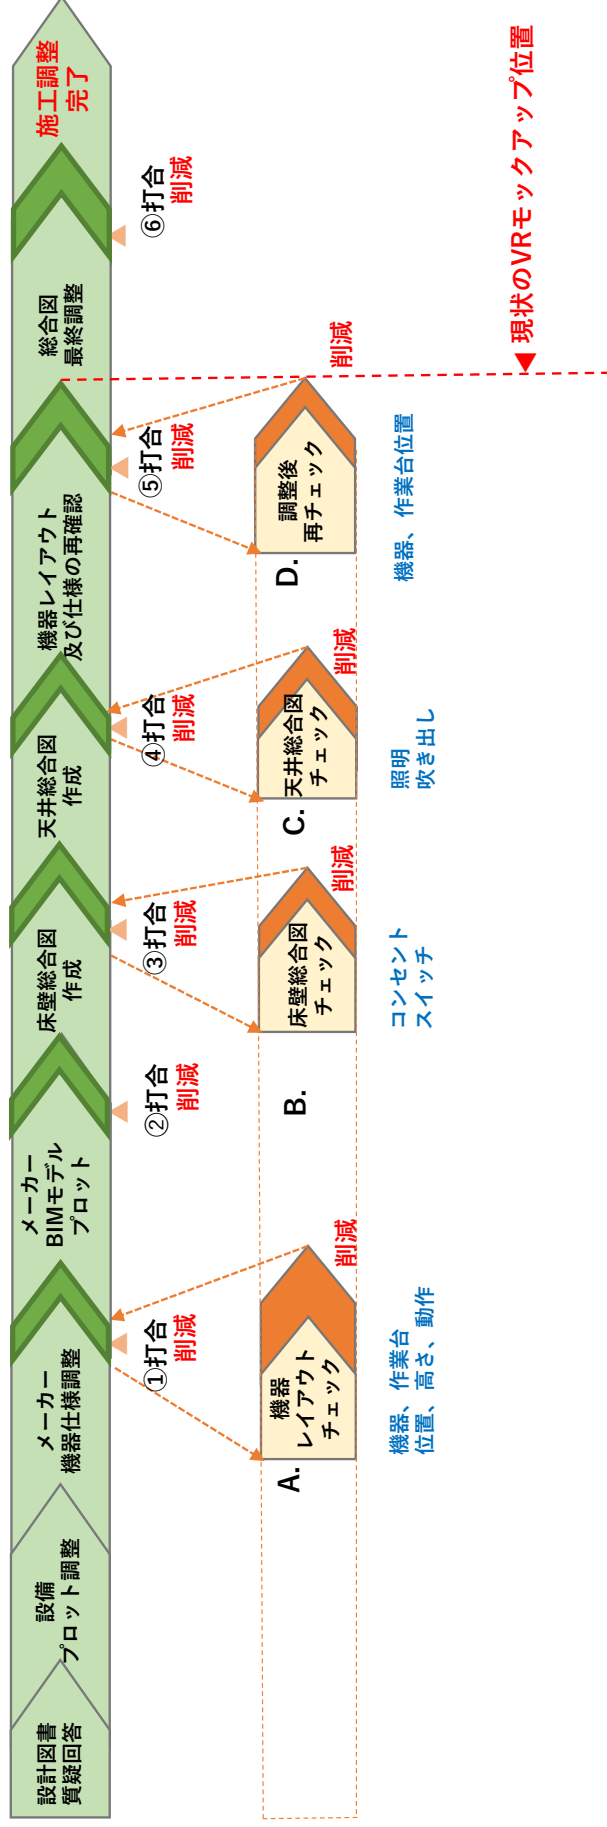 設計図書
質疑回答
設備
プロット調整
メーカー
機器仕様調整
メーカー
BIMモデル
プロット
床壁総合図
作成
天井総合図
作成
機器レイアウト
及び仕様の再確認
総合図
最終調整
施工調整
完了
①打合
削減
②打合
削減
③打合
削減
④打合
削減
⑤打合
削減
⑥打合
削減
A.
機器
レイアウト
チェック
削減
B.
床壁総合図
チェック
削減
C.
天井総合図
チェック
削減
D.
調整後
再チェック
削減
機器、作業台
位置、高さ、動作
コンセント
スイッチ
照明
吹き出し
機器、作業台位置
◀現状のVRモックアップ位置